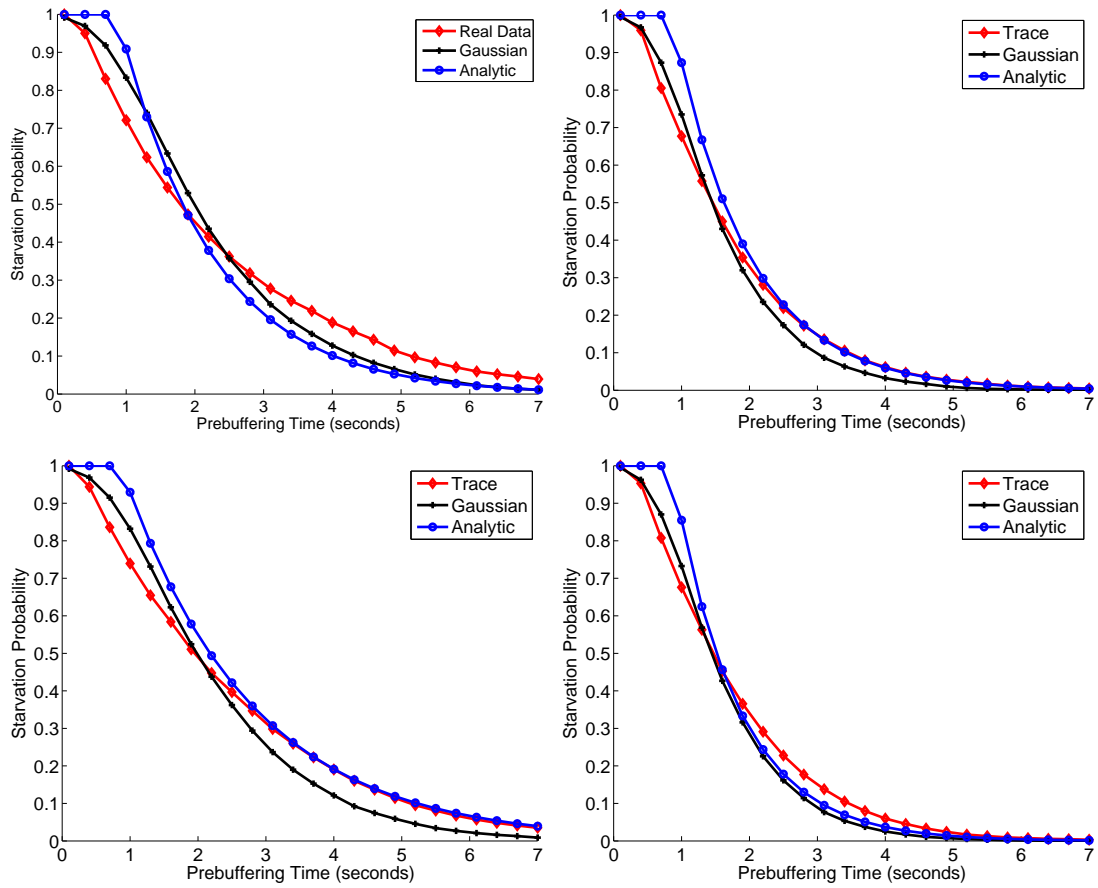 1
0.9
0.8
0.7
0.6
0.5
0.4
0.3
0.2
0.1
0
0 1 2 3 4 5 6 7
Starvation Probability
Prebuffering Time (seconds)
Real Data
Gaussian
Analytic
1
0.9
0.8
0.7
0.6
0.5
0.4
0.3
0.2
0.1
0
0 1 2 3 4 5 6 7
Starvation Probability
Prebuffering Time (seconds)
Trace
Gaussian
Analytic
1
0.9
0.8
0.7
0.6
0.5
0.4
0.3
0.2
0.1
0
0 1 2 3 4 5 6 7
Starvation Probability
Prebuffering Time (seconds)
Trace
Gaussian
Analytic
1
0.9
0.8
0.7
0.6
0.5
0.4
0.3
0.2
0.1
0
0 1 2 3 4 5 6 7
Starvation Probability
Prebuffering Time (seconds)
Trace
Gaussian
Analytic